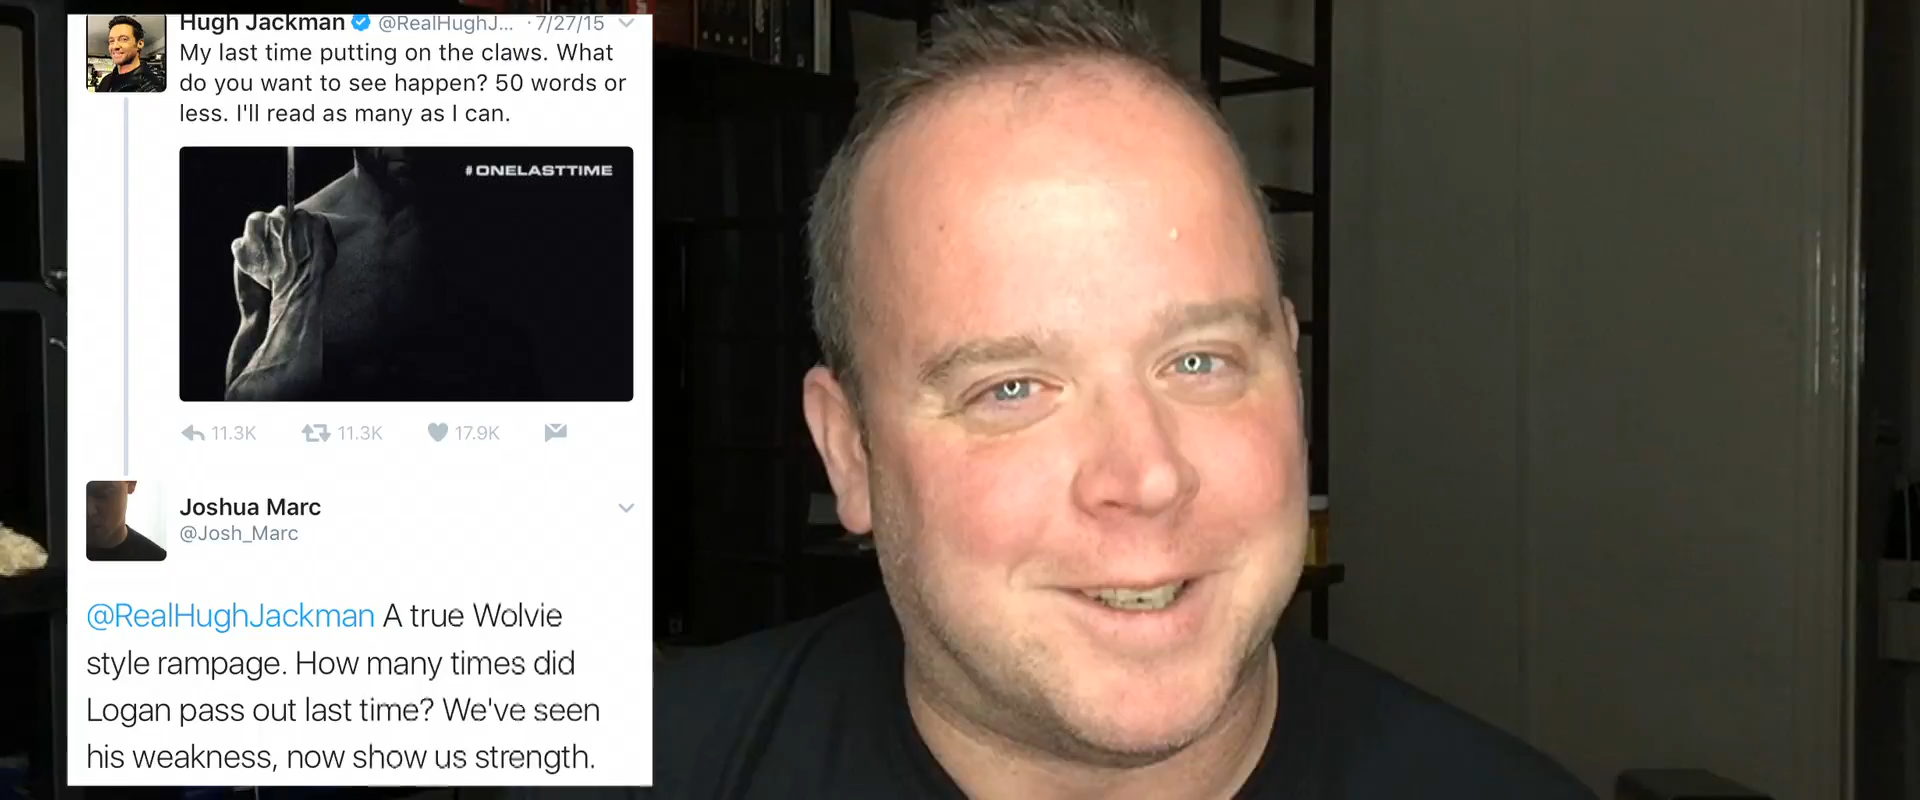 Hugh Jackman @RealHughJ... · 7/27/15
My last time putting on the claws. What
do you want to see happen? 50 words or
less. I'll read as many as I can.
#ONELASTTIME
11.3K 11.3K 17.9K
Joshua Marc
@Josh_Marc
@RealHughJackman A true Wolvie
style rampage. How many times did
Logan pass out last time? We've seen
his weakness, now show us strength.